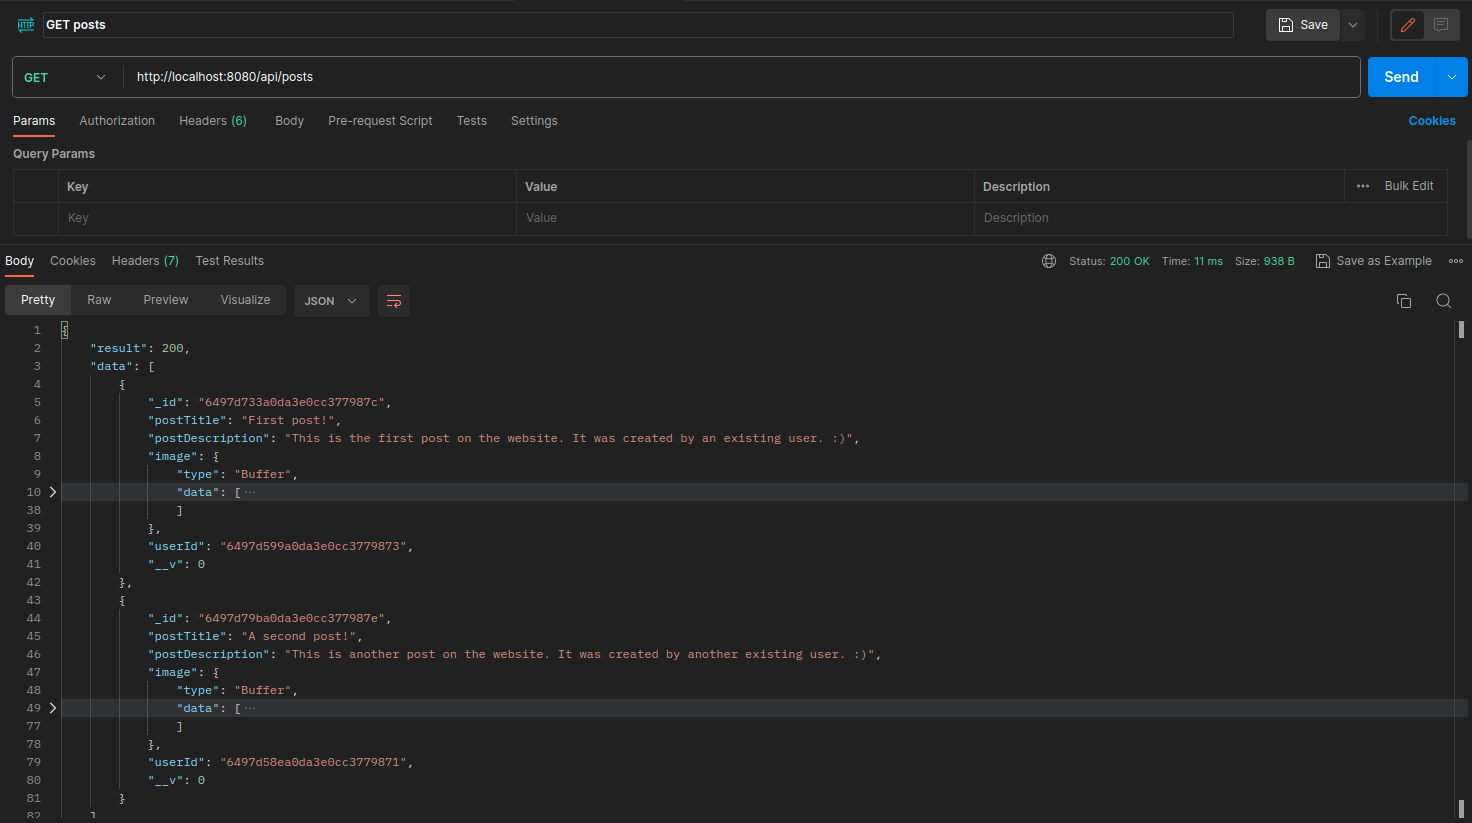 HTTP GET posts Save
GET http://localhost:8080/api/posts Send
Params Authorization Headers (6) Body Pre-request Script Tests Settings Cookies
Query Params
Key Value Description ••• Bulk Edit
Key Value Description
Body Cookies Headers (7) Test Results Status: 200 OK Time: 11 ms Size: 938 B Save as Example
Pretty Raw Preview Visualize JSON
1 {
2 "result": 200,
3 "data": [
4 {
5 "_id": "6497d733a0da3e0cc377987c",
6 "postTitle": "First post!",
7 "postDescription": "This is the first post on the website. It was created by an existing user. :)",
8 "image": {
9 "type": "Buffer",
10 "data": [ ···
38 ]
39 },
40 "userId": "6497d599a0da3e0cc3779873",
41 "__v": 0
42 },
43 {
44 "_id": "6497d79ba0da3e0cc377987e",
45 "postTitle": "A second post!",
46 "postDescription": "This is another post on the website. It was created by another existing user. :)",
47 "image": {
48 "type": "Buffer",
49 "data": [ ···
77 ]
78 },
79 "userId": "6497d58ea0da3e0cc3779871",
80 "__v": 0
81 }
82 ]